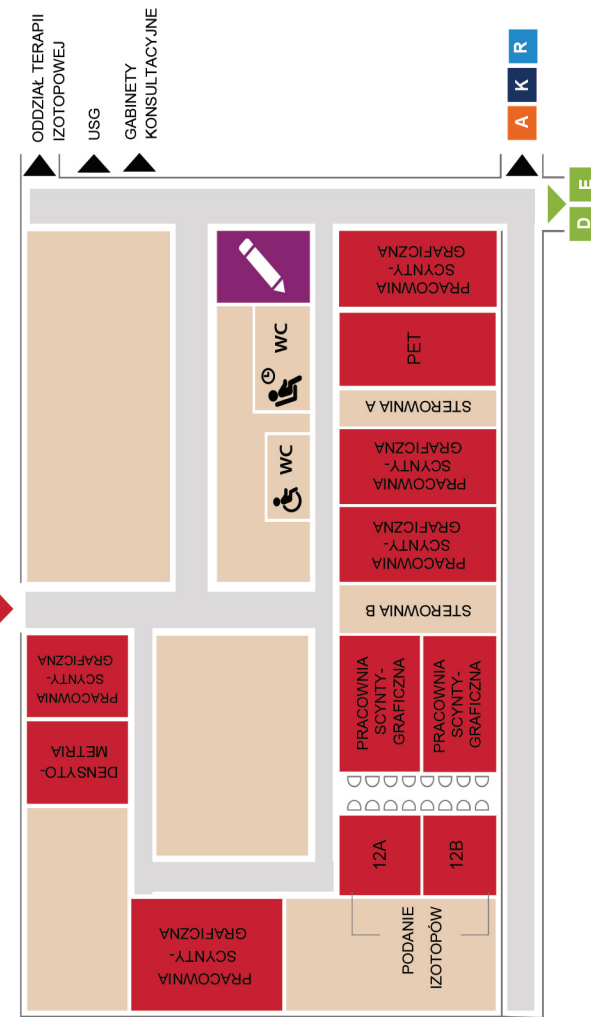 ODDZIAŁ TERAPII
IZOTOPOWEJ
USG
GABINETY
KONSULTACYJNE
A
K
R
D
E
PRACOWNIA
SCYNTY-
GRAFICZNA
PET
STEROWNIA A
PRACOWNIA
SCYNTY-
GRAFICZNA
PRACOWNIA
SCYNTY-
GRAFICZNA
STEROWNIA B
PRACOWNIA
SCYNTY-
GRAFICZNA
PRACOWNIA
SCYNTY-
GRAFICZNA
12A
12B
PODANIE
IZOTOPÓW
WC
WC
PRACOWNIA
SCYNTY-
GRAFICZNA
DENSYTO-
METRIA
PRACOWNIA
SCYNTY-
GRAFICZNA